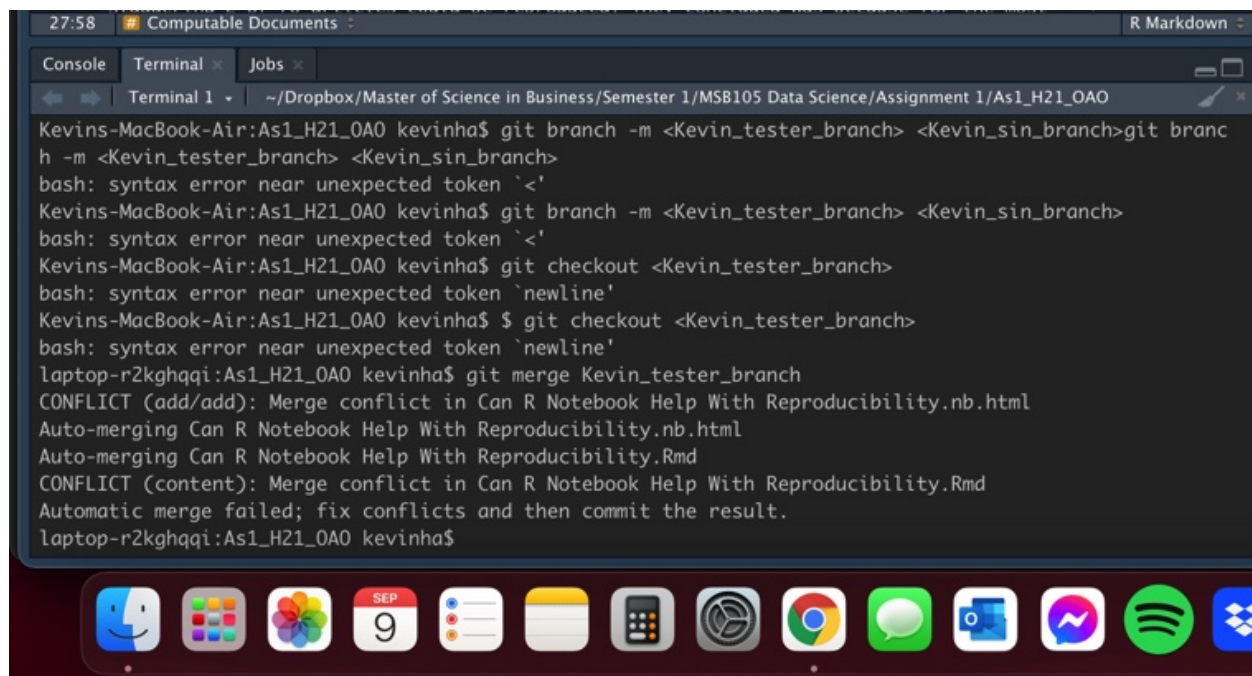 27:58 # Computable Documents R Markdown
Console Terminal Jobs
Terminal 1 ~/Dropbox/Master of Science in Business/Semester 1/MSB105 Data Science/Assignment 1/As1_H21_OAO
Kevins-MacBook-Air:As1_H21_OAO kevinha$ git branch -m <Kevin_tester_branch> <Kevin_sin_branch>git branc
h -m <Kevin_tester_branch> <Kevin_sin_branch>
bash: syntax error near unexpected token `<'
Kevins-MacBook-Air:As1_H21_OAO kevinha$ git branch -m <Kevin_tester_branch> <Kevin_sin_branch>
bash: syntax error near unexpected token `<'
Kevins-MacBook-Air:As1_H21_OAO kevinha$ git checkout <Kevin_tester_branch>
bash: syntax error near unexpected token `newline'
Kevins-MacBook-Air:As1_H21_OAO kevinha$ $ git checkout <Kevin_tester_branch>
bash: syntax error near unexpected token `newline'
laptop-r2kghqqi:As1_H21_OAO kevinha$ git merge Kevin_tester_branch
CONFLICT (add/add): Merge conflict in Can R Notebook Help With Reproducibility.nb.html
Auto-merging Can R Notebook Help With Reproducibility.nb.html
Auto-merging Can R Notebook Help With Reproducibility.Rmd
CONFLICT (content): Merge conflict in Can R Notebook Help With Reproducibility.Rmd
Automatic merge failed; fix conflicts and then commit the result.
laptop-r2kghqqi:As1_H21_OAO kevinha$
SEP
9